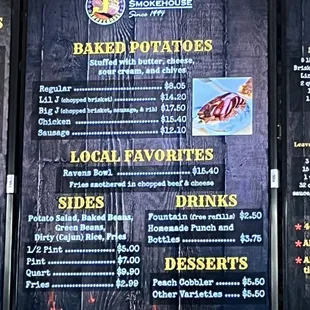 SMOKEHOUSE
Since 1994
BAKED POTATOES
Stuffed with butter, cheese,
sour cream, and chives
Regular $8.05
Lil J (chopped brisket) $14.20
Big J (chopped brisket, sausage, & rib) $17.50
Chicken $15.40
Sausage $12.10
LOCAL FAVORITES
Ravens Bowl $15.40
Fries smothered in chopped beef & cheese
SIDES
Potato Salad, Baked Beans,
Green Beans,
Dirty (Cajun) Rice, Fries
1/2 Pint $5.00
Pint $7.00
Quart $9.90
Fries $2.99
DRINKS
Fountain (free refills) $2.50
Homemade Punch and
Bottles $3.75
DESSERTS
Peach Cobbler $5.50
Other Varieties $5.50